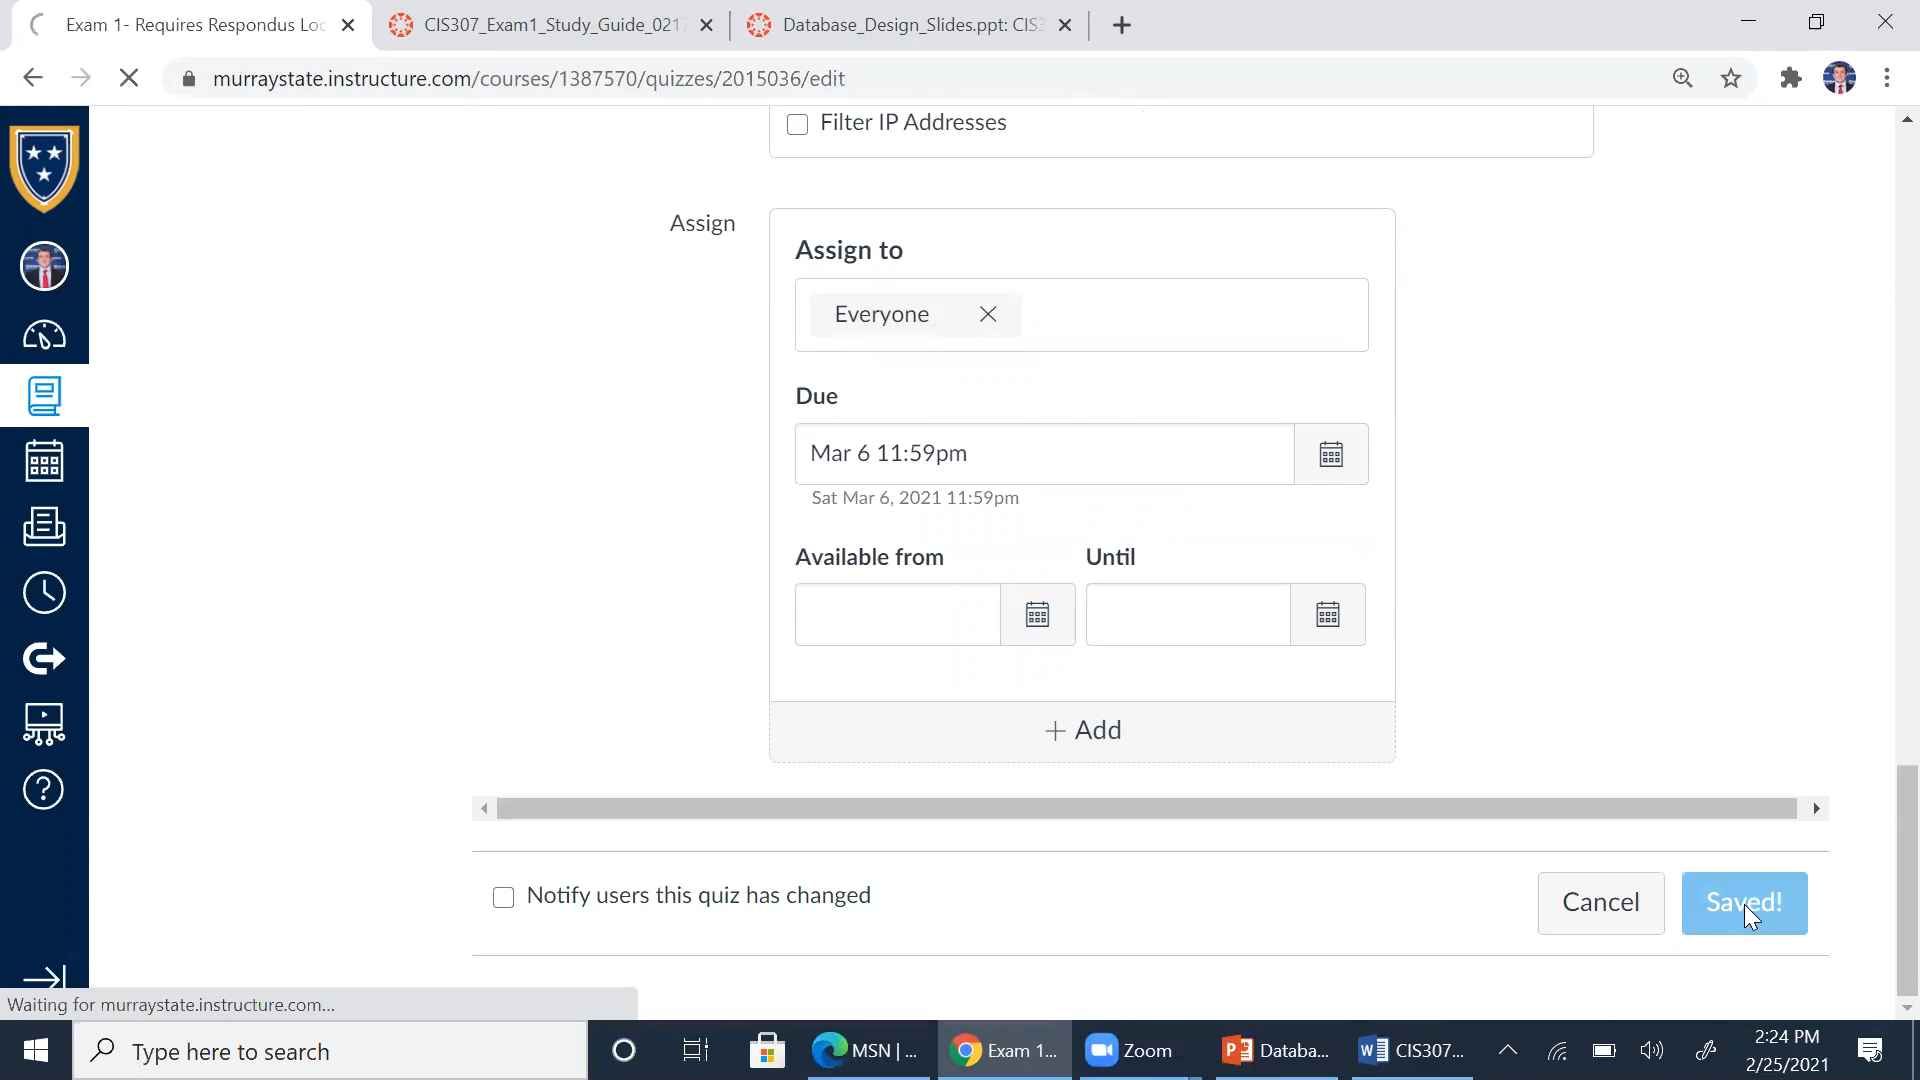 Exam 1- Requires Respondus Loc
CIS307_Exam1_Study_Guide_0217
Database_Design_Slides.ppt: CIS3
murraystate.instructure.com/courses/1387570/quizzes/2015036/edit
Filter IP Addresses
Assign
Assign to
Everyone
Due
Mar 6 11:59pm
Sat Mar 6, 2021 11:59pm
Available from
Until
+ Add
Notify users this quiz has changed
Cancel
Saved!
Waiting for murraystate.instructure.com...
Type here to search
MSN | ...
Exam 1...
Zoom
Databa...
CIS307...
2:24 PM
2/25/2021